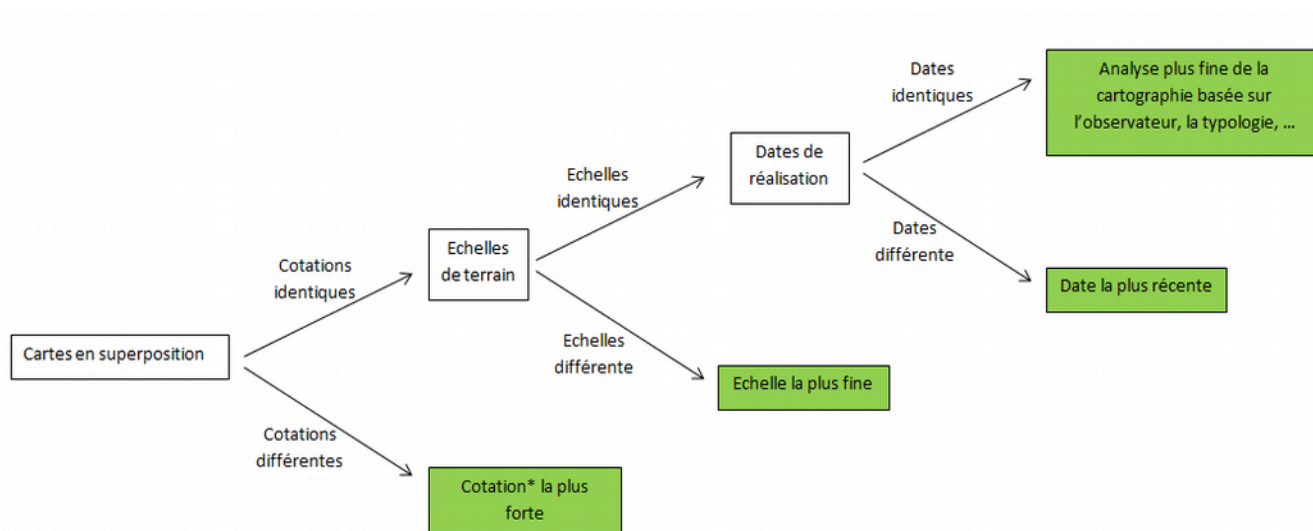 Cartes en superposition
Cotations
identiques
Cotations
différentes
Echelles
de terrain
Cotation* la plus
forte
Echelles
identiques
Echelles
différente
Dates de
réalisation
Echelle la plus fine
Dates
identiques
Dates
différente
Analyse plus fine de la
cartographie basée sur
l'observateur, la typologie, ...
Date la plus récente